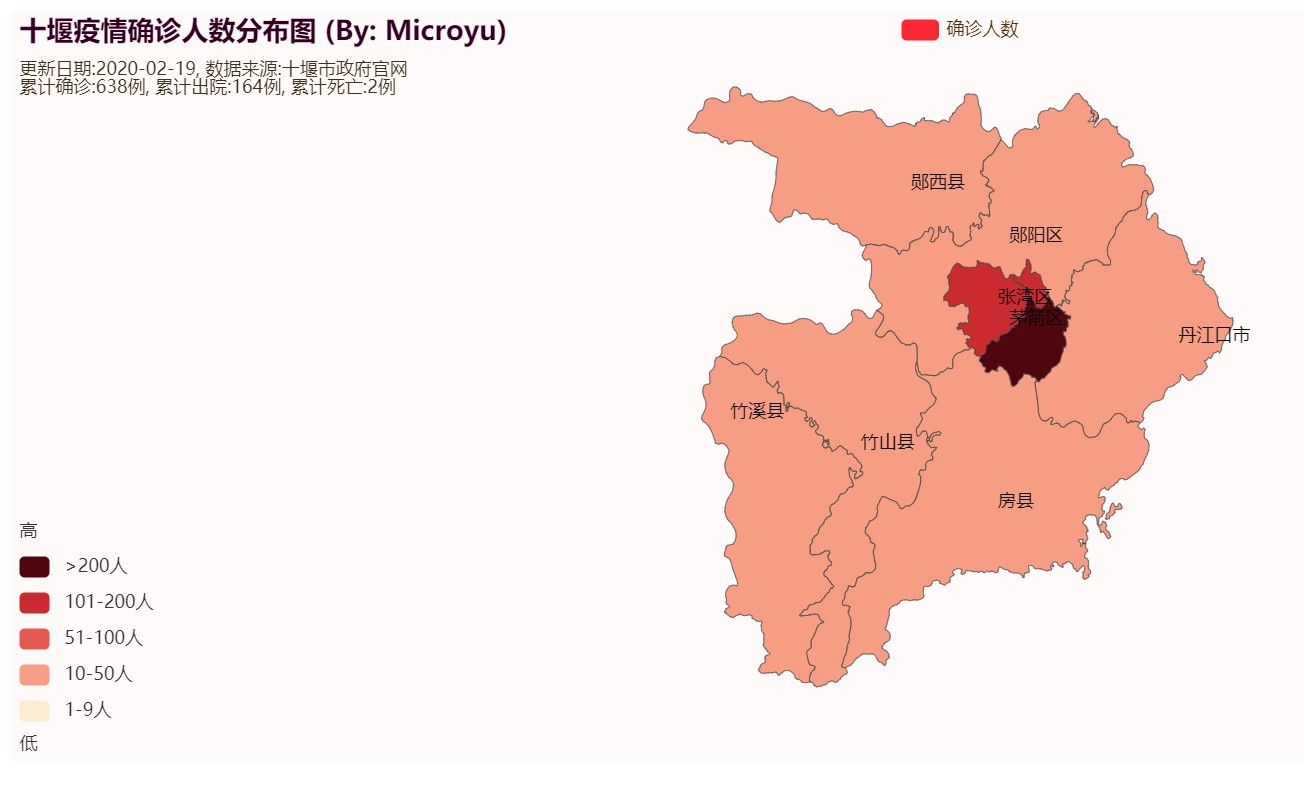 十堰疫情确诊人数分布图 (By: Microyu)
确诊人数
更新日期:2020-02-19, 数据来源:十堰市政府官网
累计确诊:638例, 累计出院:164例, 累计死亡:2例
郧西县
郧阳区
张湾区
茅箭区
丹江口市
竹溪县
竹山县
房县
高
>200人
101-200人
51-100人
10-50人
1-9人
低